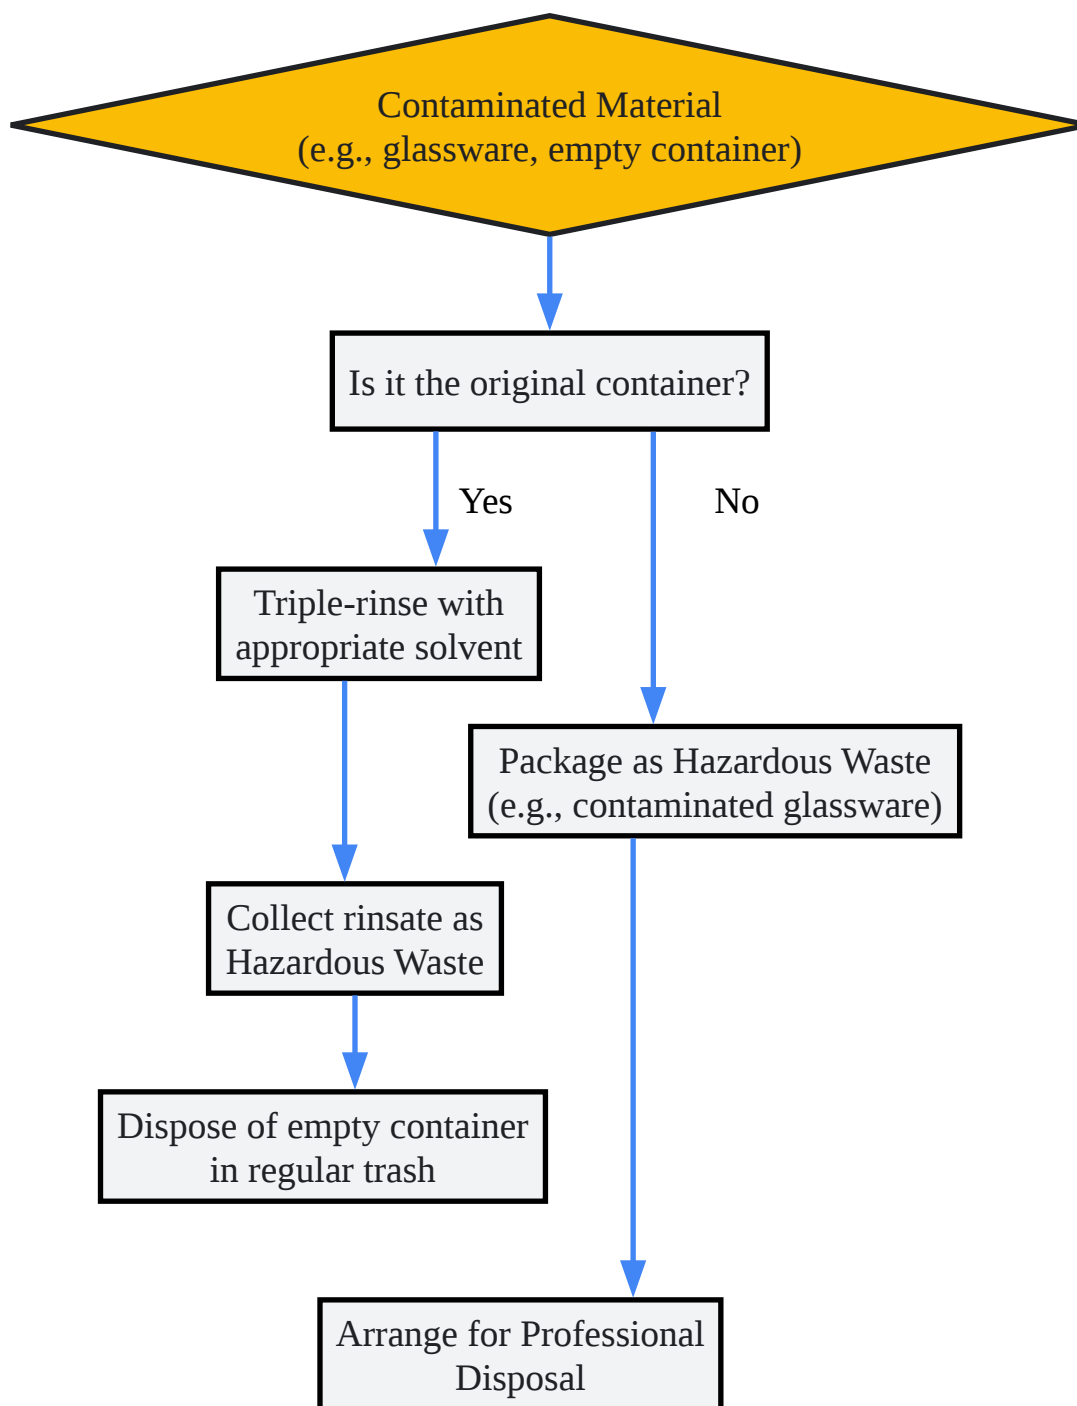 Contaminated Material
(e.g., glassware, empty container)
Is it the original container?
Yes
No
Triple-rinse with
appropriate solvent
Package as Hazardous Waste
(e.g., contaminated glassware)
Collect rinsate as
Hazardous Waste
Dispose of empty container
in regular trash
Arrange for Professional
Disposal